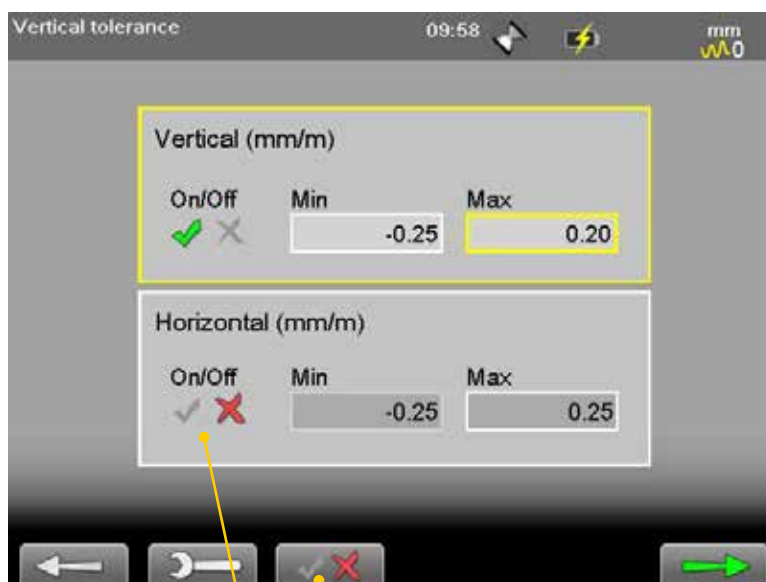 Vertical tolerance 09:58 mm
0
Vertical (mm/m)
On/Off Min Max
-0.25 0.20
Horizontal (mm/m)
On/Off Min Max
-0.25 0.25